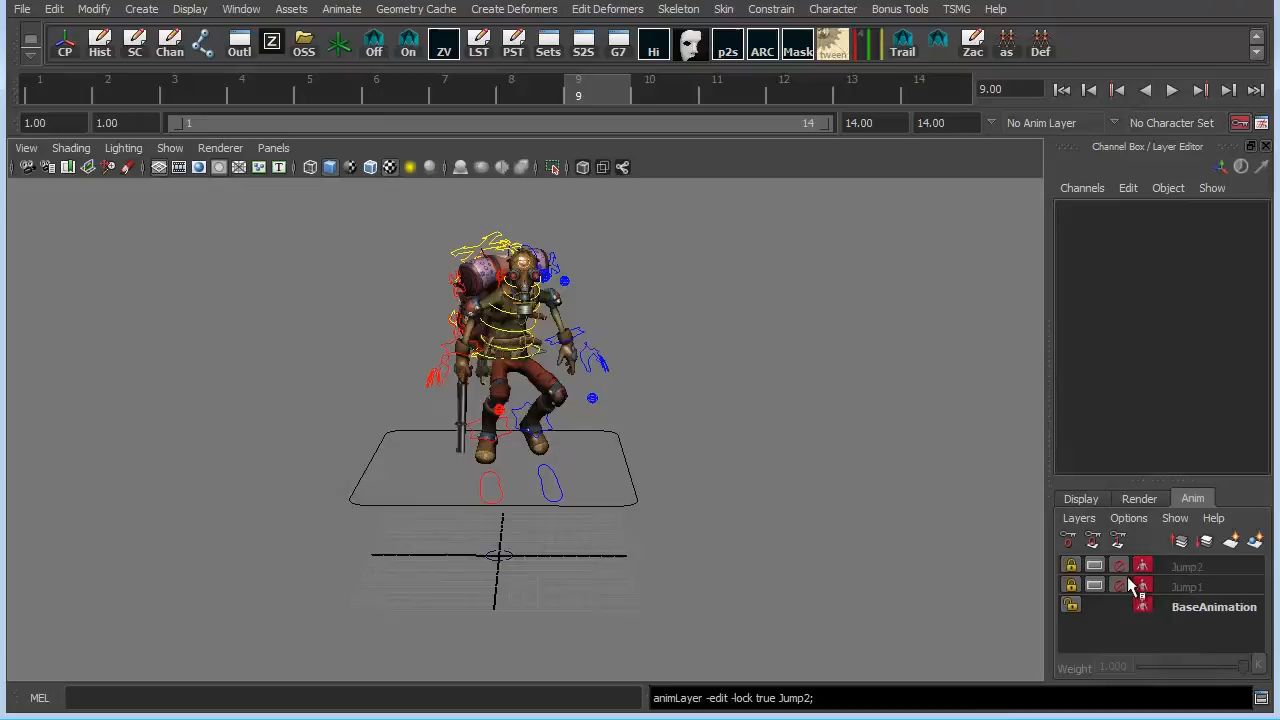 File Edit Modify Create Display Window Assets Animate Geometry Cache Create Deformers Edit Deformers Skeleton Skin Constrain Character Bonus Tools TSMG Help
CP Hist SC Chan Outl Z OSS Off On ZV LST PST Sets S2S G7 Hi p2s ARC Mask tween Trail Zac as Def
1 2 3 4 5 6 7 8 9 10 11 12 13 14
9
9.00
1.00 1.00 1 14 14.00 14.00 No Anim Layer No Character Set
View Shading Lighting Show Renderer Panels
Channel Box / Layer Editor
Channels Edit Object Show
Display Render Anim
Layers Options Show Help
Jump2
Jump1
BaseAnimation
Weight 1.000 K
MEL animLayer -edit -lock true Jump2;